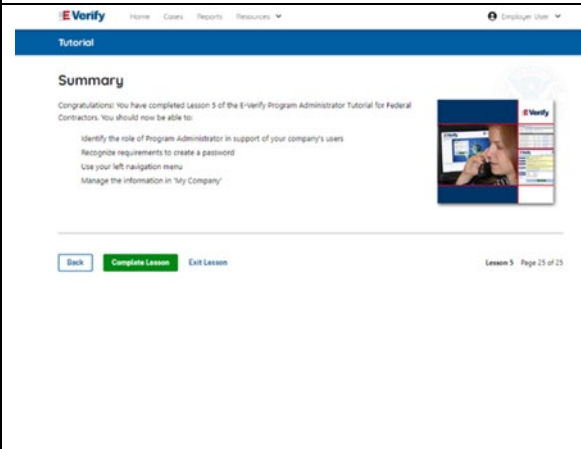 E-Verify Home Cases Reports Resources Employer User
Tutorial
Summary
Congratulations! You have completed Lesson 5 of the E-Verify Program Administrator Tutorial for Federal
Contractors. You should now be able to:
Identify the role of Program Administrator in support of your company's users
Recognize requirements to create a password
Use your left navigation menu
Manage the information in 'My Company'
E-Verify
Back Complete Lesson Exit Lesson Lesson 5 Page 25 of 25